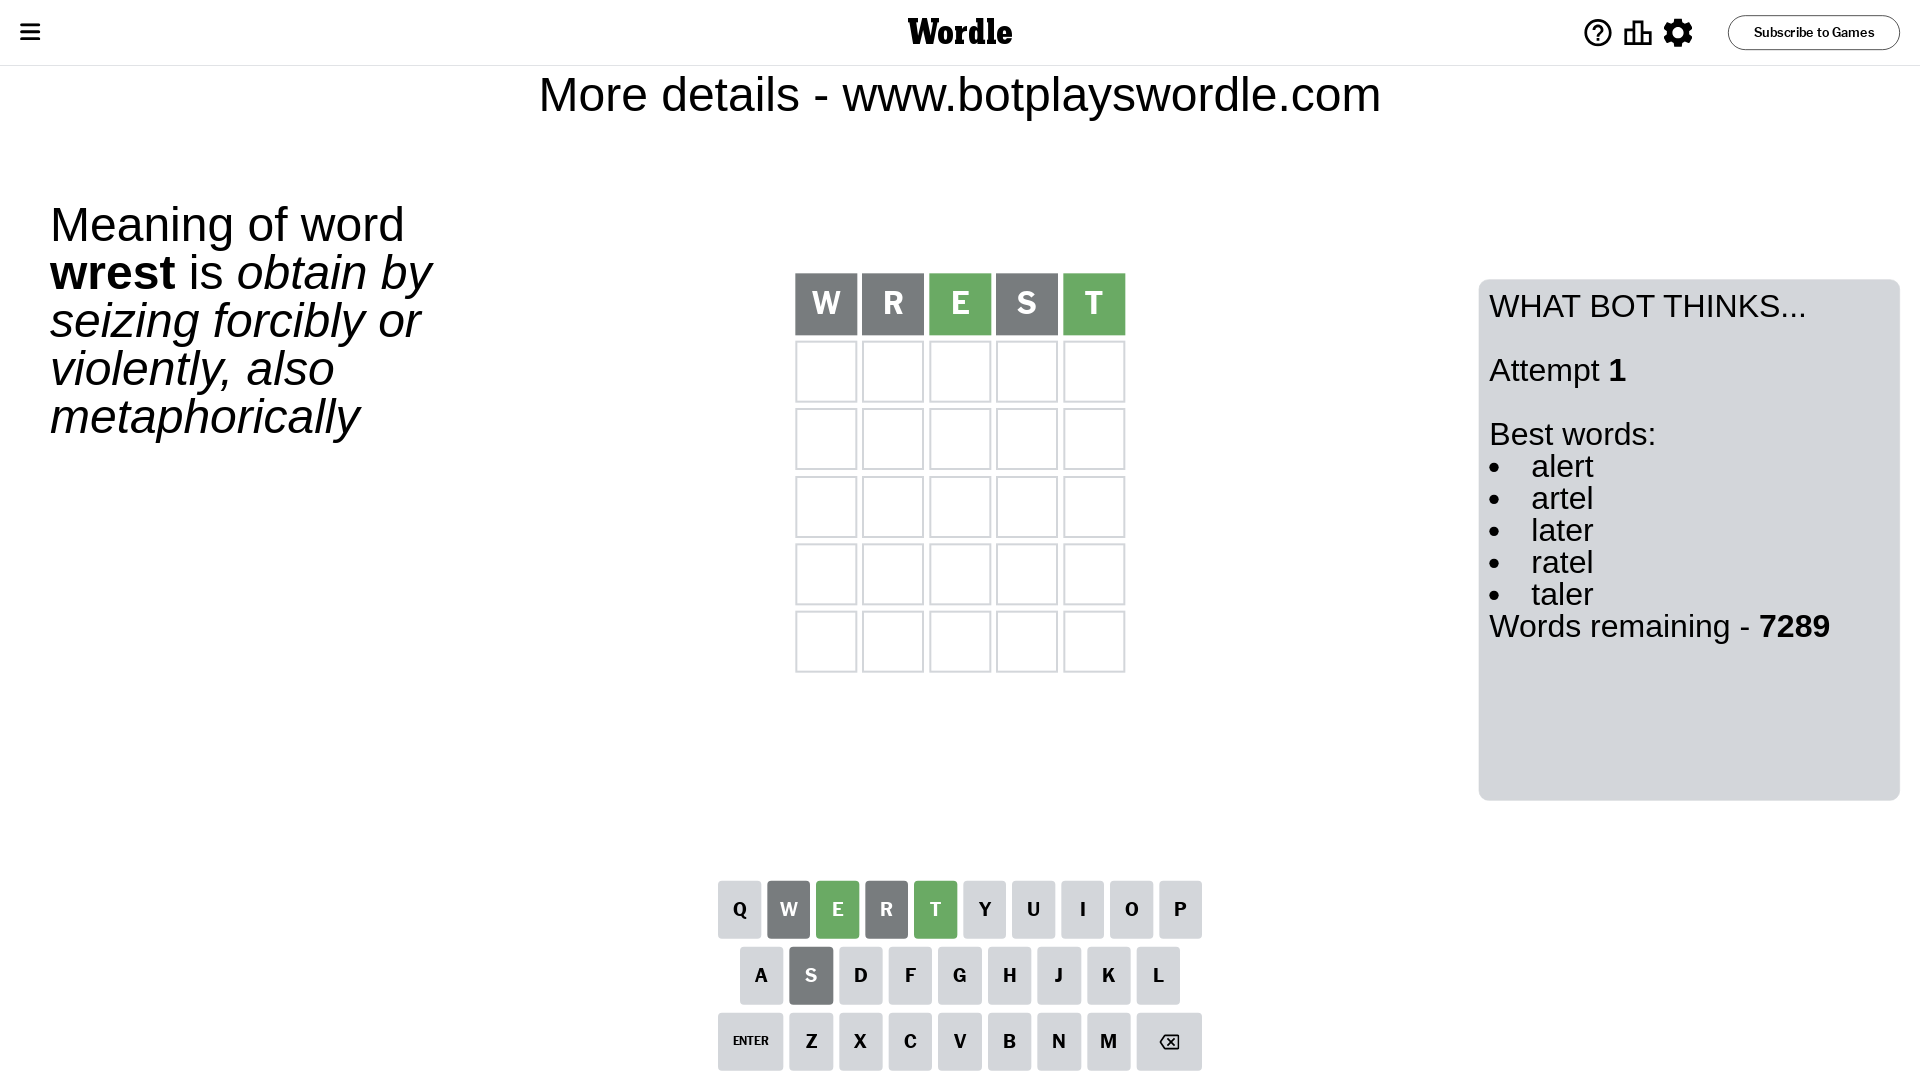 Wordle
Subscribe to Games
More details - www.botplayswordle.com
Meaning of word
wrest is obtain by
seizing forcibly or
violently, also
metaphorically
W R E S T
WHAT BOT THINKS...
Attempt 1
Best words:
• alert
• artel
• later
• ratel
• taler
Words remaining - 7289
Q W E R T Y U I O P
A S D F G H J K L
ENTER Z X C V B N M